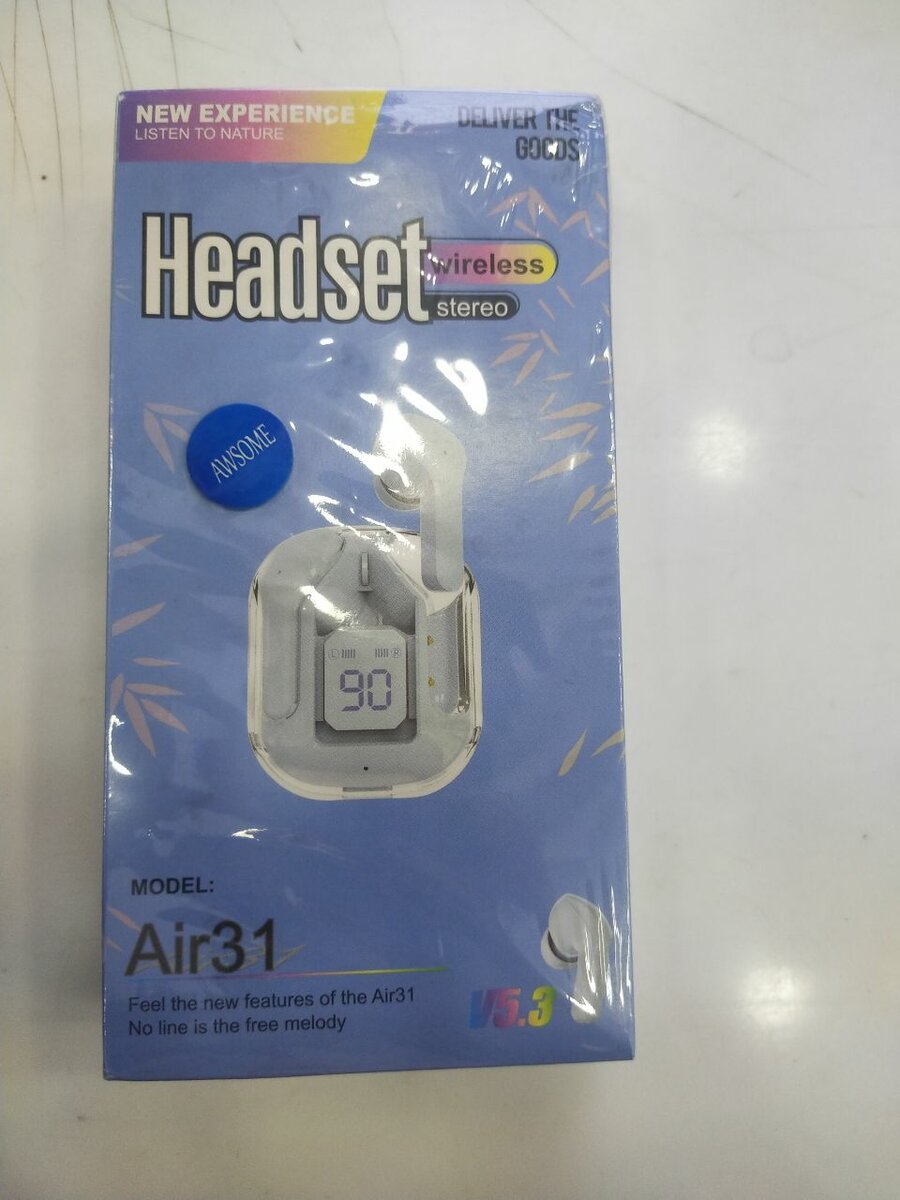 NEW EXPERIENCE
LISTEN TO NATURE
DELIVER THE
GOODS
Headset
wireless
stereo
AWSOME
L R
90
MODEL:
Air31
Feel the new features of the Air31
No line is the free melody
V5.3